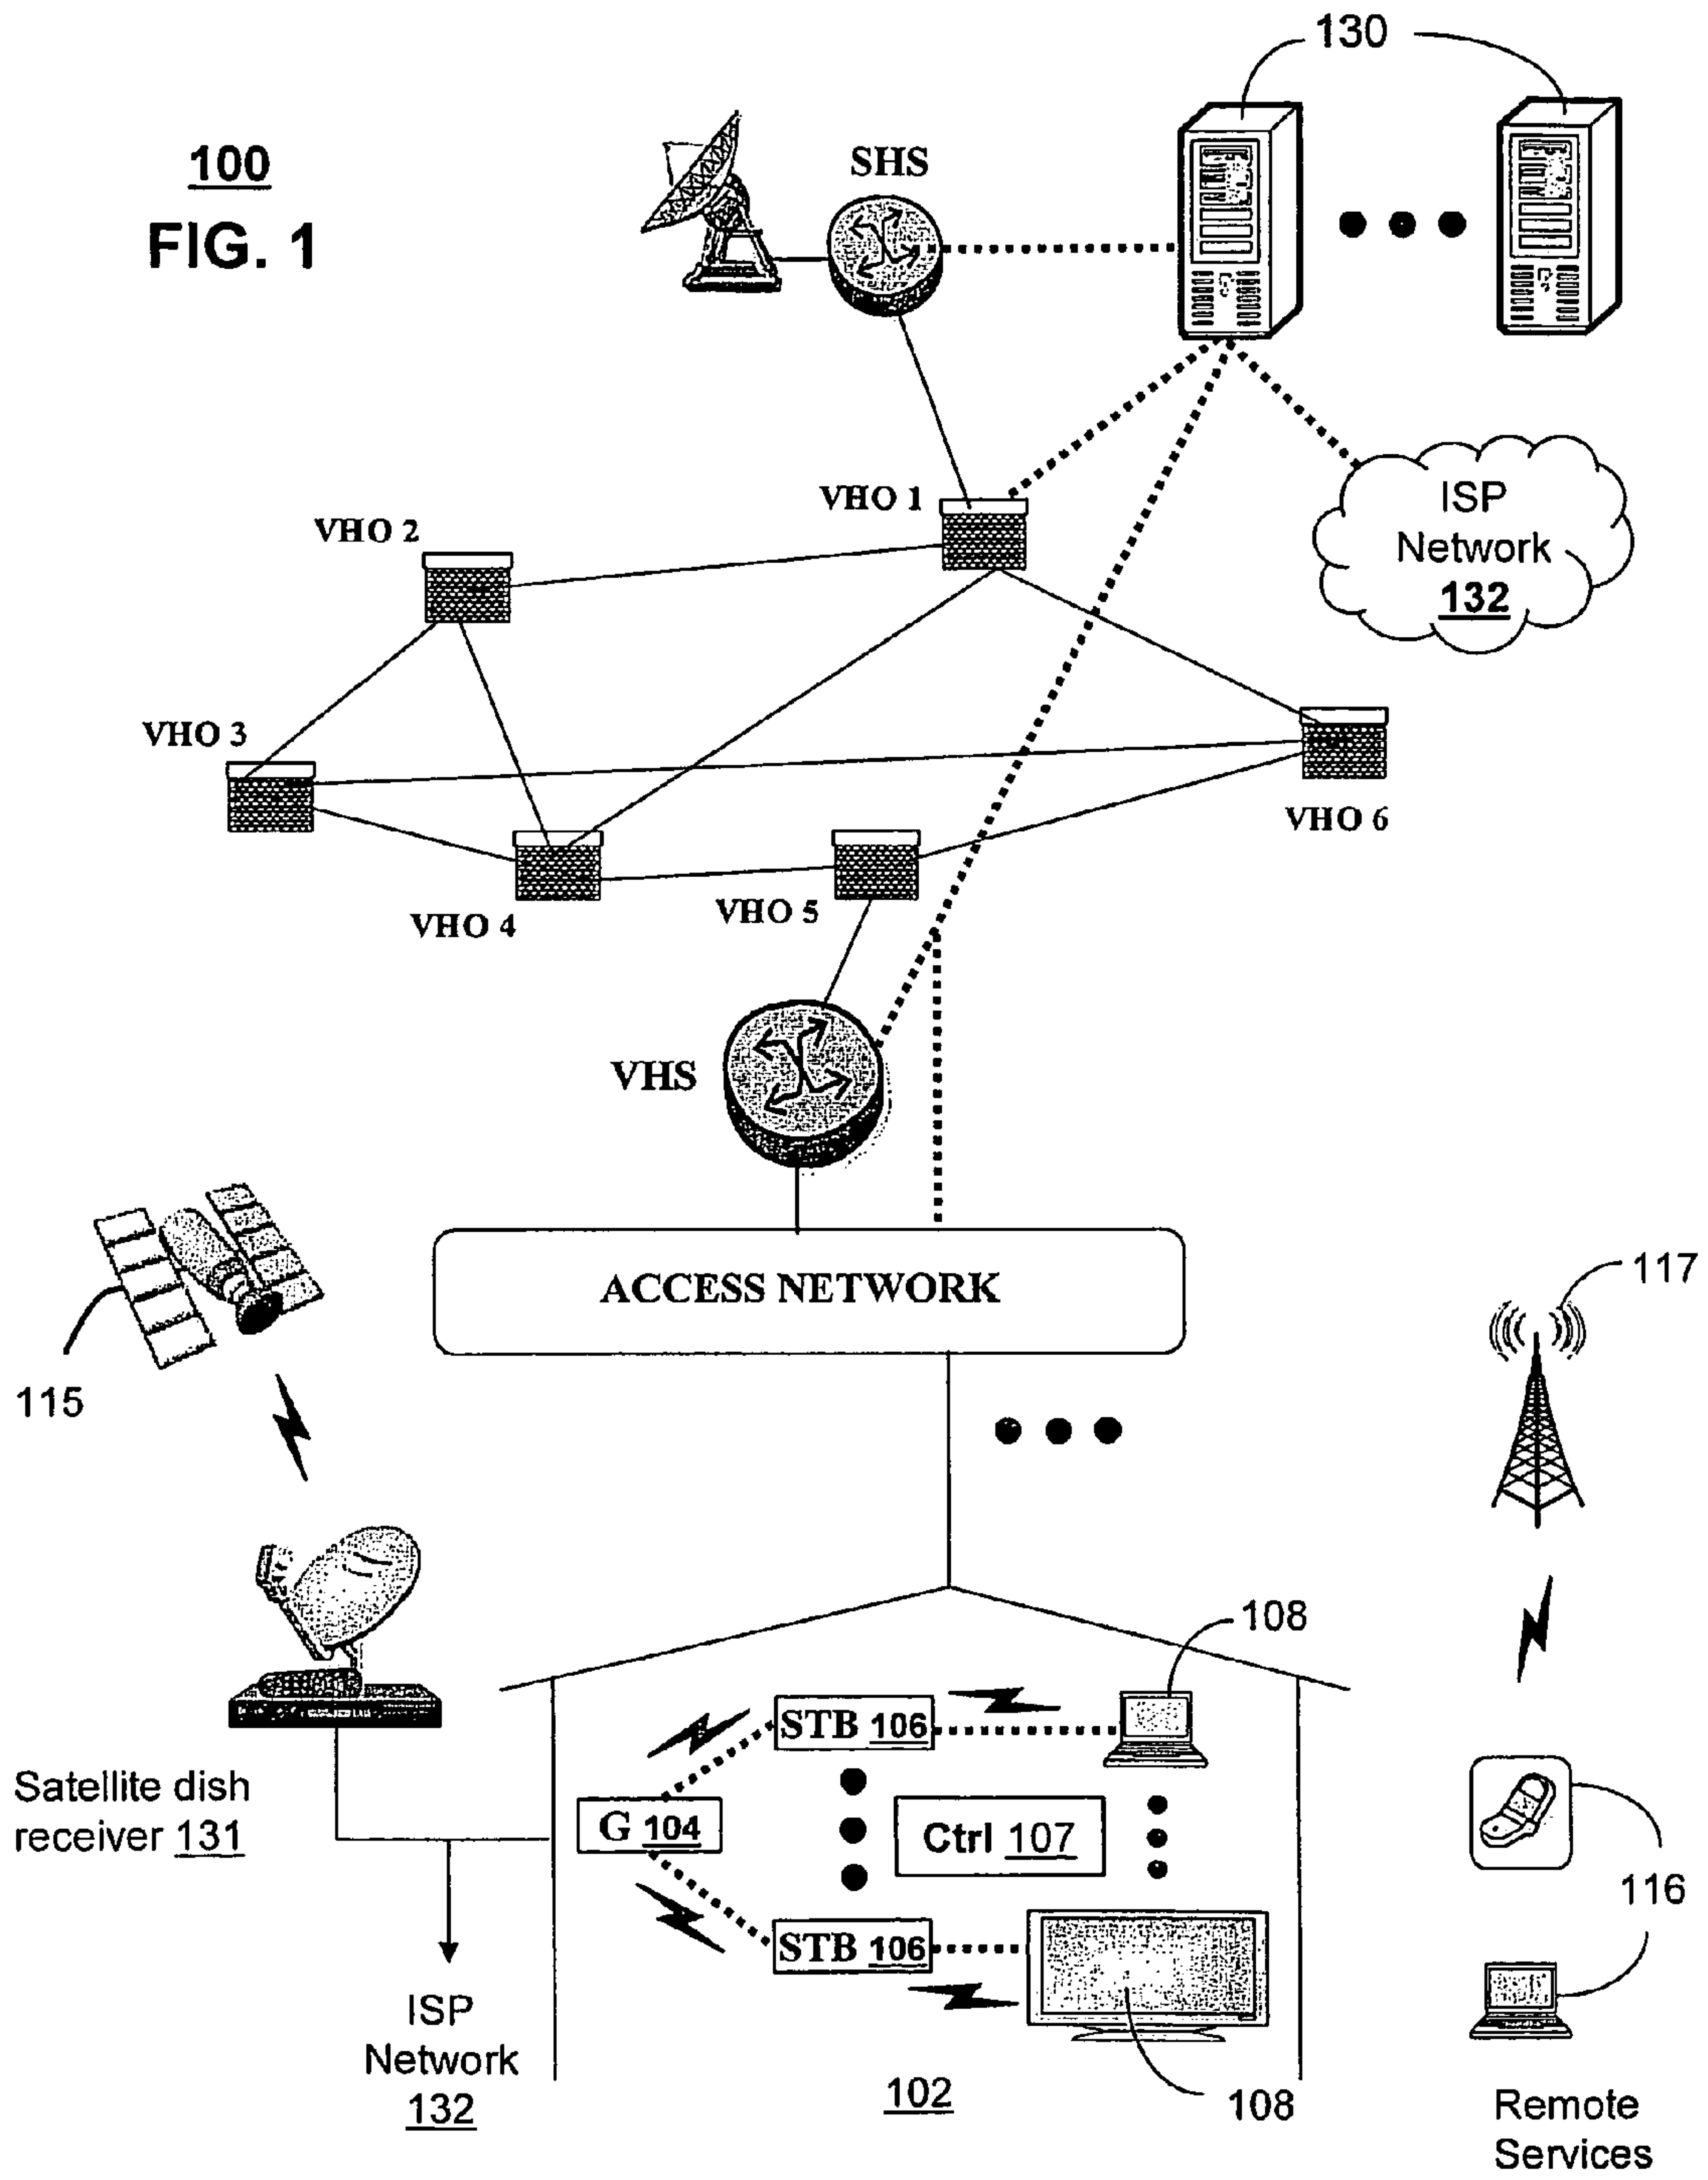 130
100
FIG. 1
SHS
VHO 1
ISP
Network
132
VHO 2
VHO 3
VHO 6
VHO 4
VHO 5
VHS
ACCESS NETWORK
117
115
108
STB 106
Satellite dish
receiver 131
G 104
Ctrl 107
116
STB 106
ISP
Network
132
102
108
Remote
Services